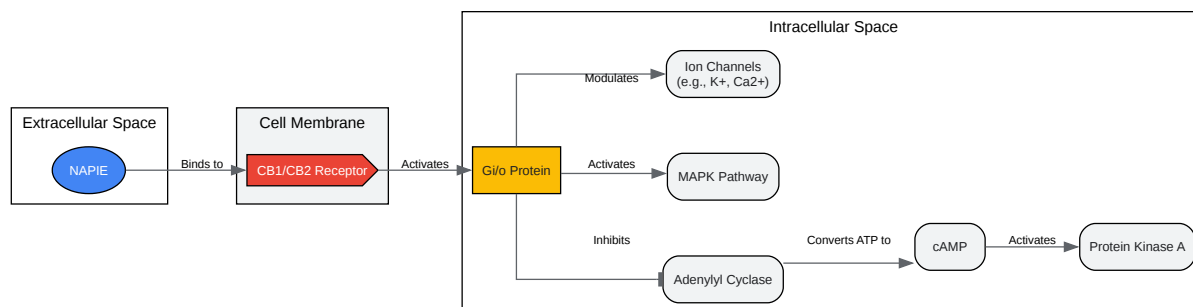 Intracellular Space
Ion Channels
(e.g., K+, Ca2+)
Modulates
Extracellular Space
Cell Membrane
NAPIE
Binds to
CB1/CB2 Receptor
Activates
Gi/o Protein
Activates
MAPK Pathway
Inhibits
Adenylyl Cyclase
Converts ATP to
cAMP
Activates
Protein Kinase A